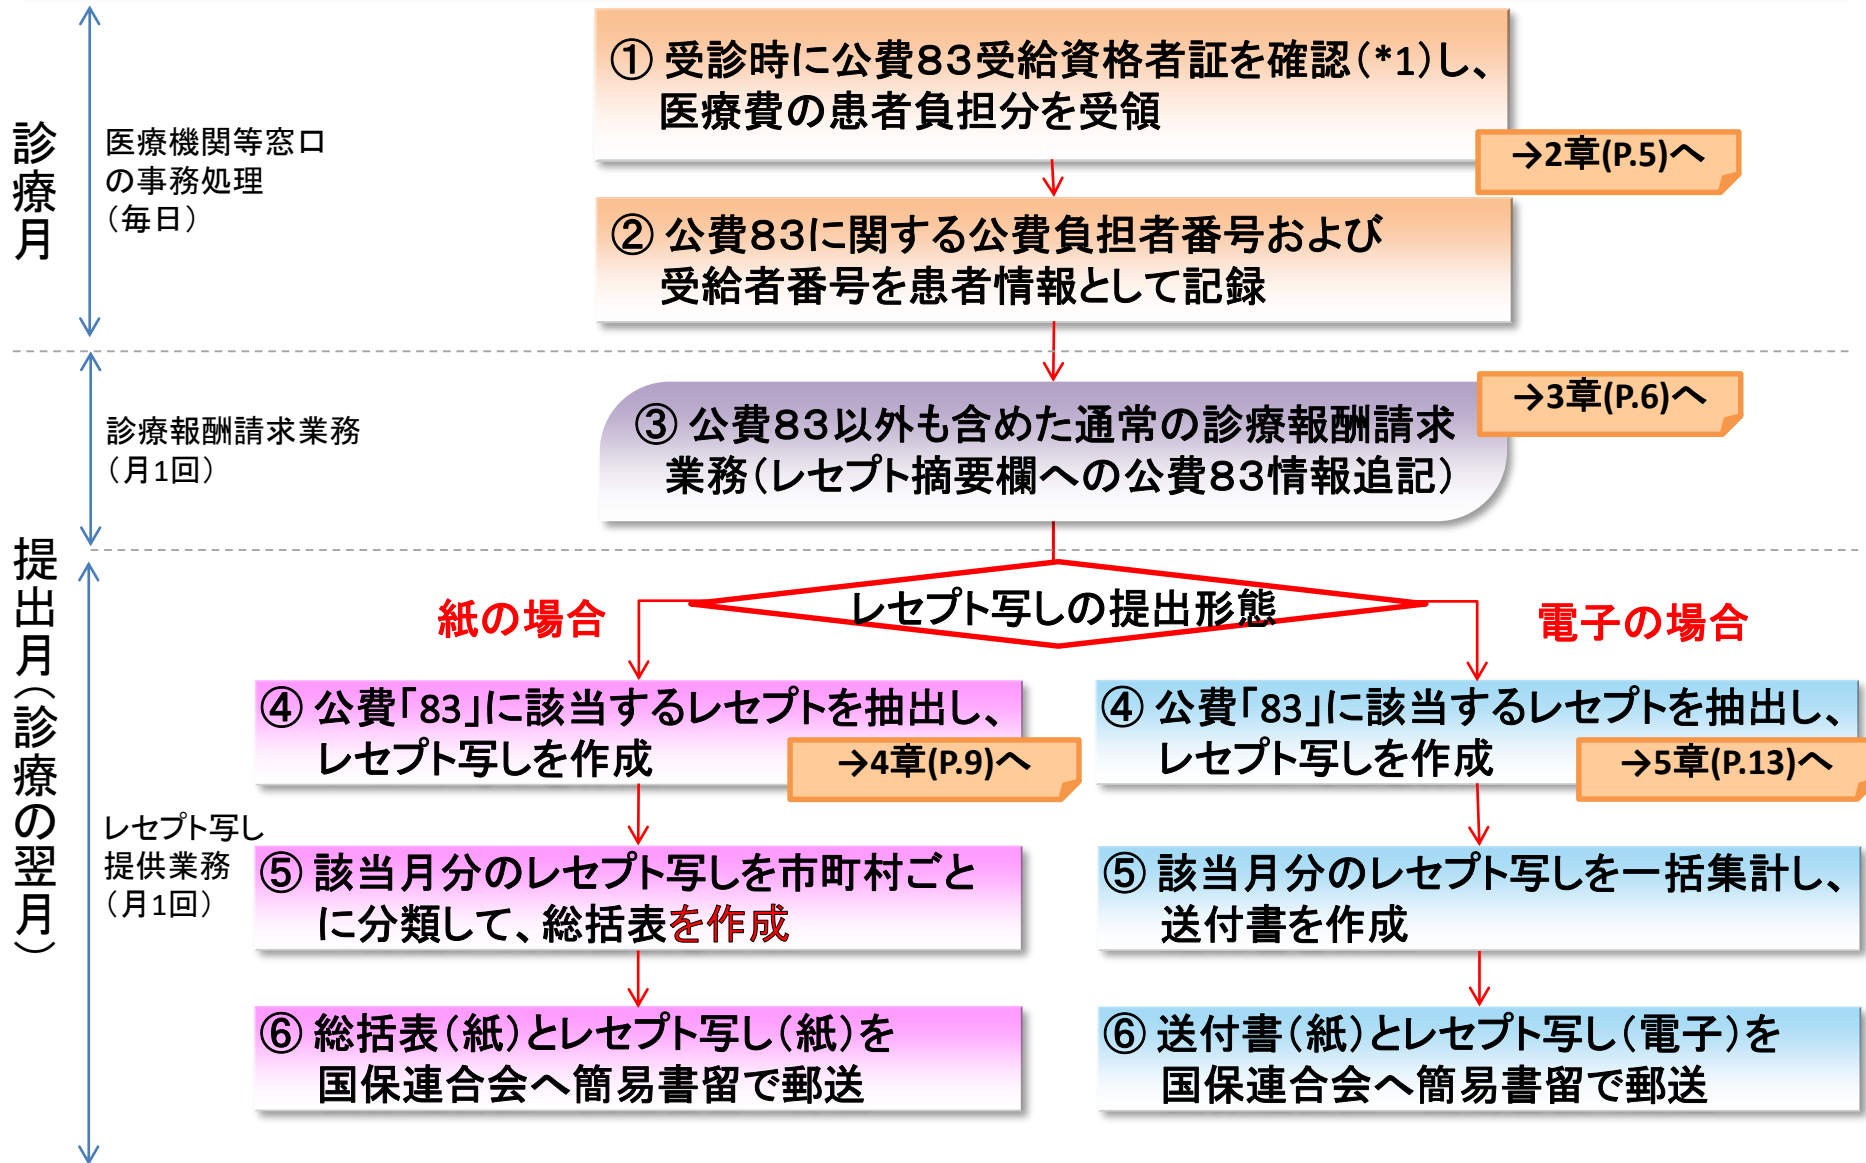 診療月
医療機関等窓口
の事務処理
（毎日）
① 受診時に公費８３受給資格者証を確認（*1）し、
医療費の患者負担分を受領
→2章(P.5)へ
② 公費８３に関する公費負担者番号および
受給者番号を患者情報として記録
提出月（診療の翌月）
診療報酬請求業務
（月1回）
③ 公費８３以外も含めた通常の診療報酬請求
業務（レセプト摘要欄への公費８３情報追記）
→3章(P.6)へ
レセプト写しの提出形態
紙の場合
電子の場合
レセプト写し
提供業務
（月1回）
④ 公費「83」に該当するレセプトを抽出し、
レセプト写しを作成
→4章(P.9)へ
⑤ 該当月分のレセプト写しを市町村ごと
に分類して、総括表を作成
⑥ 総括表（紙）とレセプト写し（紙）を
国保連合会へ簡易書留で郵送
④ 公費「83」に該当するレセプトを抽出し、
レセプト写しを作成
→5章(P.13)へ
⑤ 該当月分のレセプト写しを一括集計し、
送付書を作成
⑥ 送付書（紙）とレセプト写し（電子）を
国保連合会へ簡易書留で郵送